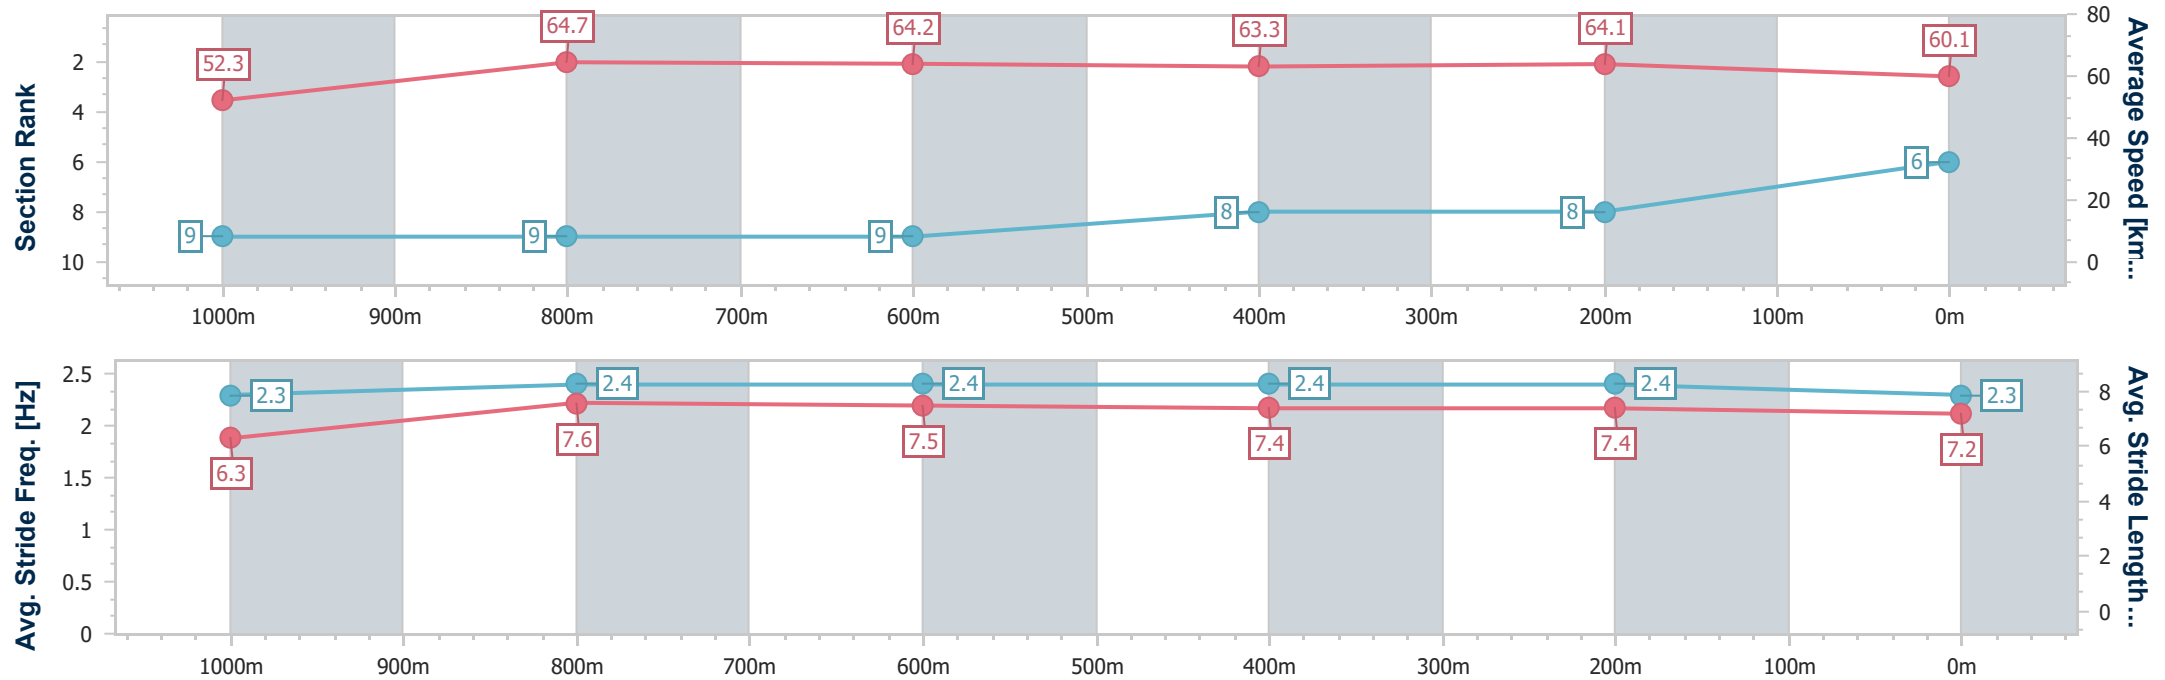 Section Rank
2
4
6
8
10
52.3
64.7
64.2
63.3
64.1
60.1
9
9
9
8
8
6
80
60
40
20
0
Average Speed [km...
1000m
900m
800m
700m
600m
500m
400m
300m
200m
100m
0m
Avg. Stride Freq. [Hz]
2.5
2
1.5
1
0.5
0
2.3
2.4
2.4
2.4
2.4
2.3
6.3
7.6
7.5
7.4
7.4
7.2
8
6
4
2
0
Avg. Stride Length...
1000m
900m
800m
700m
600m
500m
400m
300m
200m
100m
0m